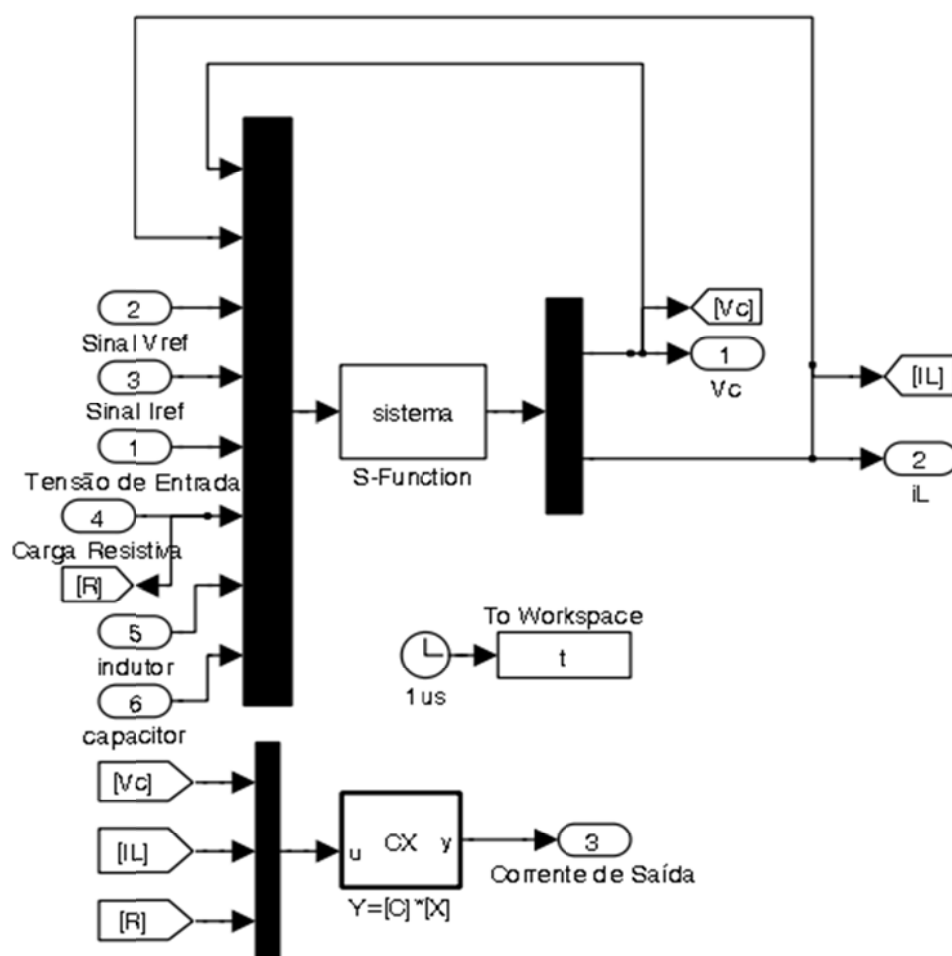 2
Sinal Vref
3
Sinal Iref
1
Tensão de Entrada
4
Carga Resistiva
[R]
5
indutor
6
capacitor
sistema
S-Function
[Vc]
1
Vc
[IL]
2
iL
To Workspace
t
1us
[Vc]
[IL]
[R]
u CX y
Y=[C]*[X]
3
Corrente de Saída